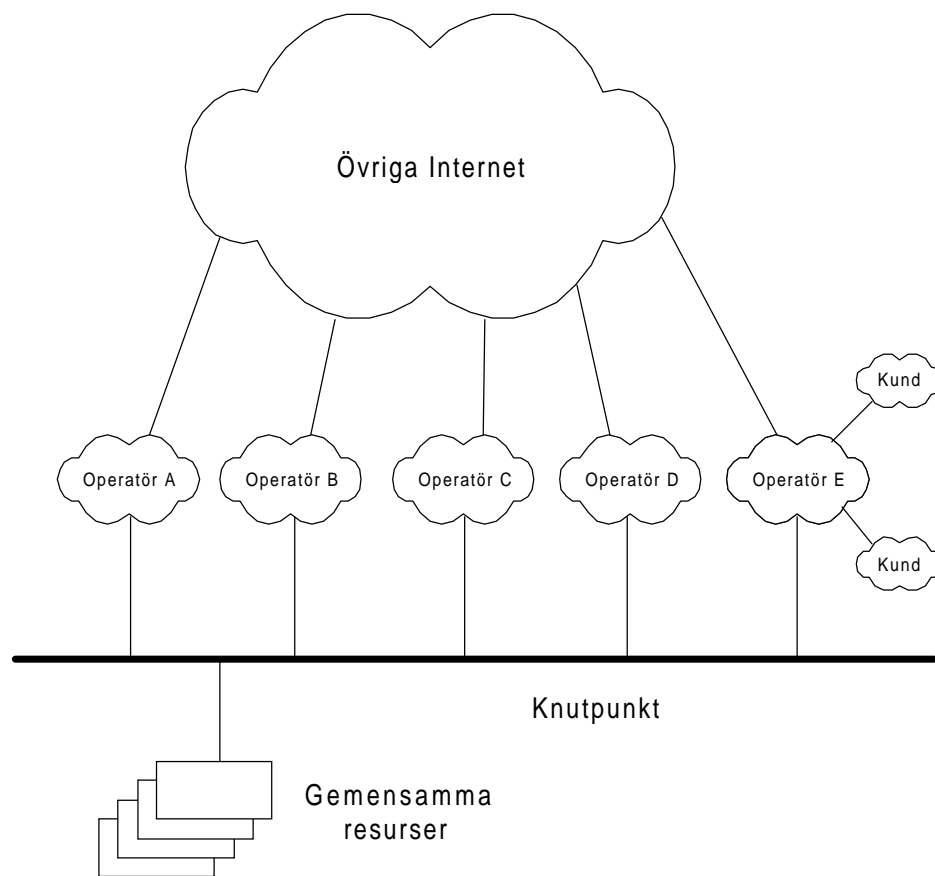 Övriga Internet
Kund
Operatör A
Operatör B
Operatör C
Operatör D
Operatör E
Kund
Knutpunkt
Gemensamma
resurser